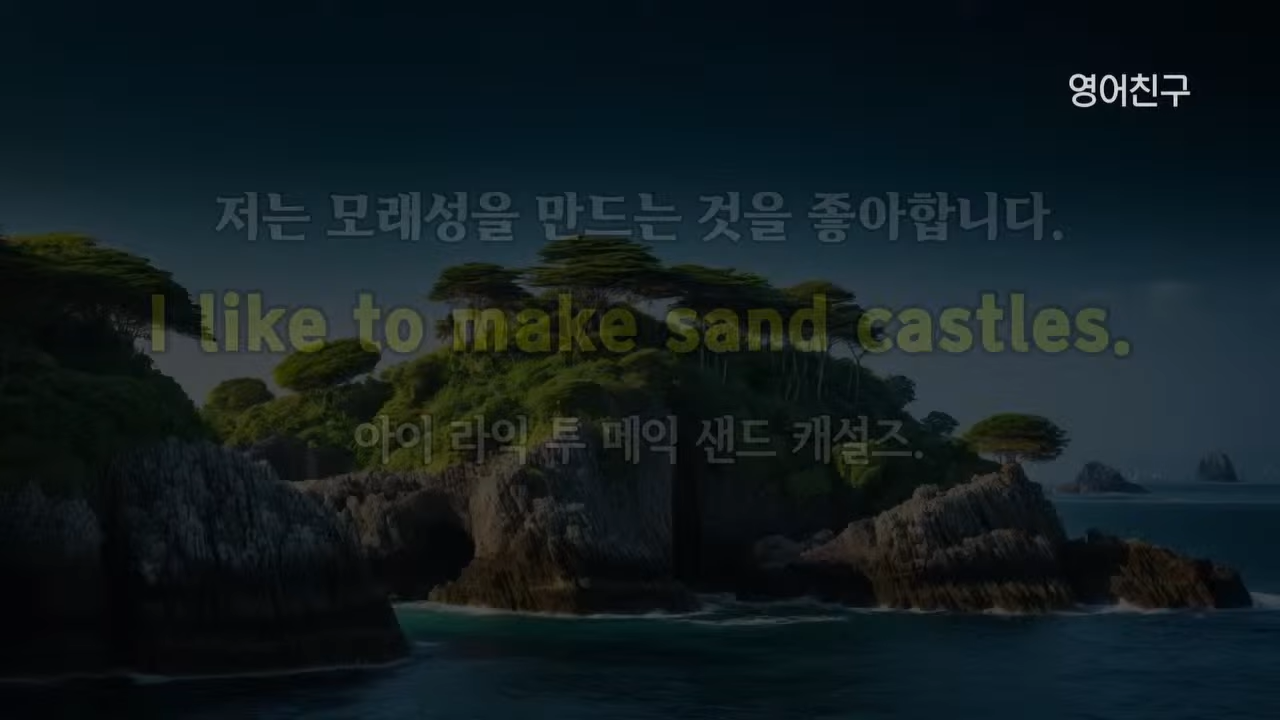 영어친구
저는 모래성을 만드는 것을 좋아합니다.
I like to make sand castles.
아이 라익 투 메익 샌드 캐설즈.